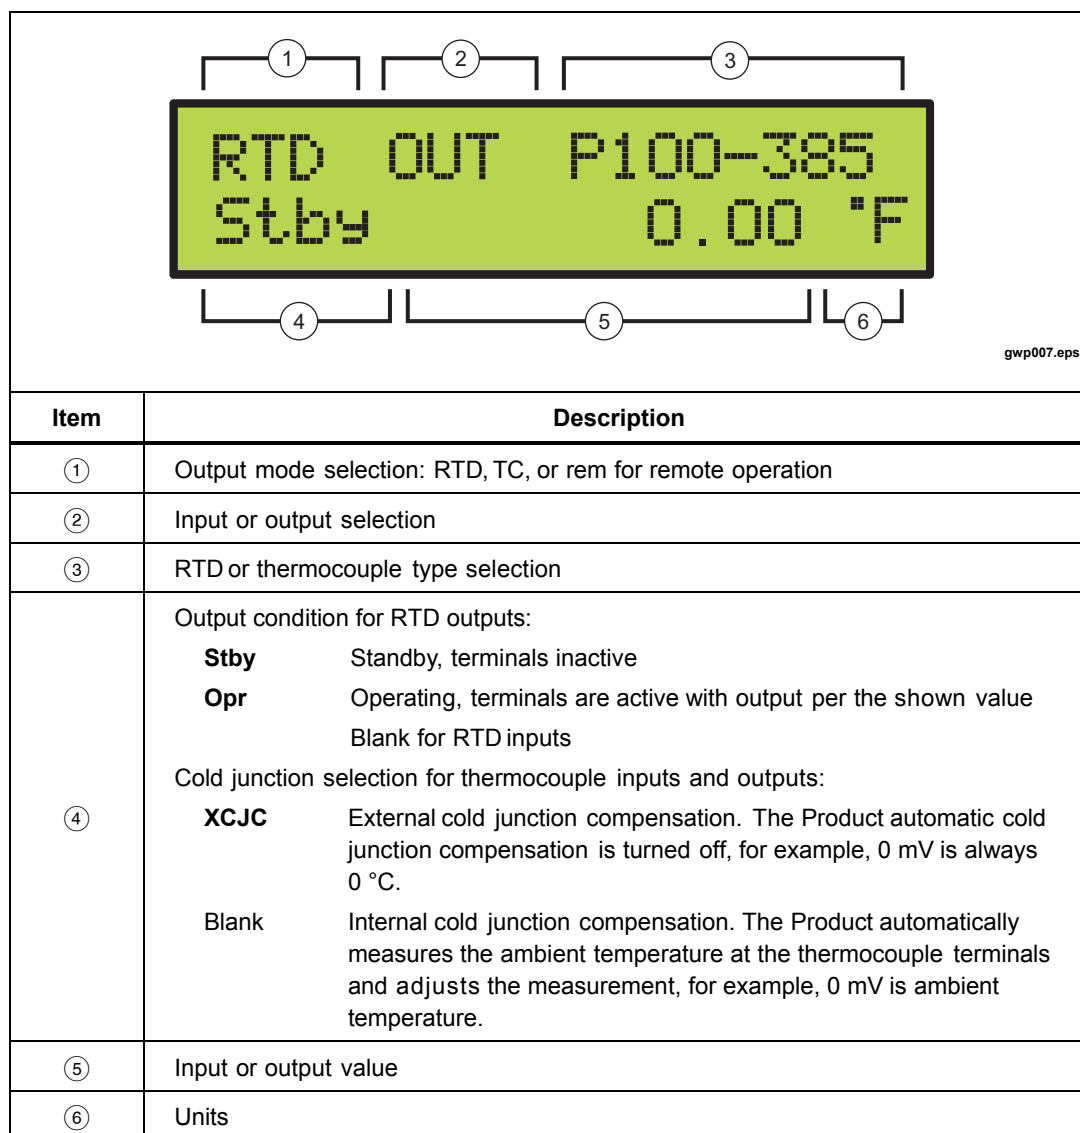 ① ② ③
RTD OUT P100-385
Stby 0.00 °F
④ ⑤ ⑥
gwp007.eps
Item Description
① Output mode selection: RTD, TC, or rem for remote operation
② Input or output selection
③ RTD or thermocouple type selection
④
Output condition for RTD outputs:
Stby Standby, terminals inactive
Opr Operating, terminals are active with output per the shown value
Blank for RTD inputs
Cold junction selection for thermocouple inputs and outputs:
XCJC External cold junction compensation. The Product automatic cold
junction compensation is turned off, for example, 0 mV is always
0 °C.
Blank Internal cold junction compensation. The Product automatically
measures the ambient temperature at the thermocouple terminals
and adjusts the measurement, for example, 0 mV is ambient
temperature.
⑤ Input or output value
⑥ Units